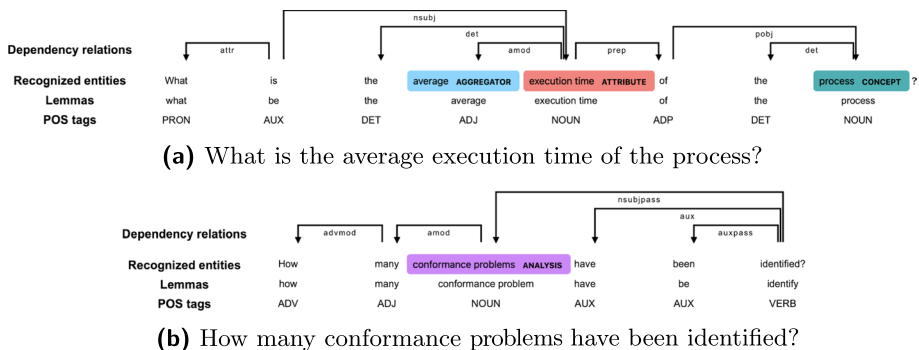 nsubj
det
pobj
Dependency relations attr amod prep det
Recognized entities What is the average AGGREGATOR execution time ATTRIBUTE of the process CONCEPT ?
Lemmas what be the average execution time of the process
POS tags PRON AUX DET ADJ NOUN ADP DET NOUN
(a) What is the average execution time of the process?
nsubjpass
aux
Dependency relations advmod amod auxpass
Recognized entities How many conformance problems ANALYSIS have been identified?
Lemmas how many conformance problem have be identify
POS tags ADV ADJ NOUN AUX AUX VERB
(b) How many conformance problems have been identified?